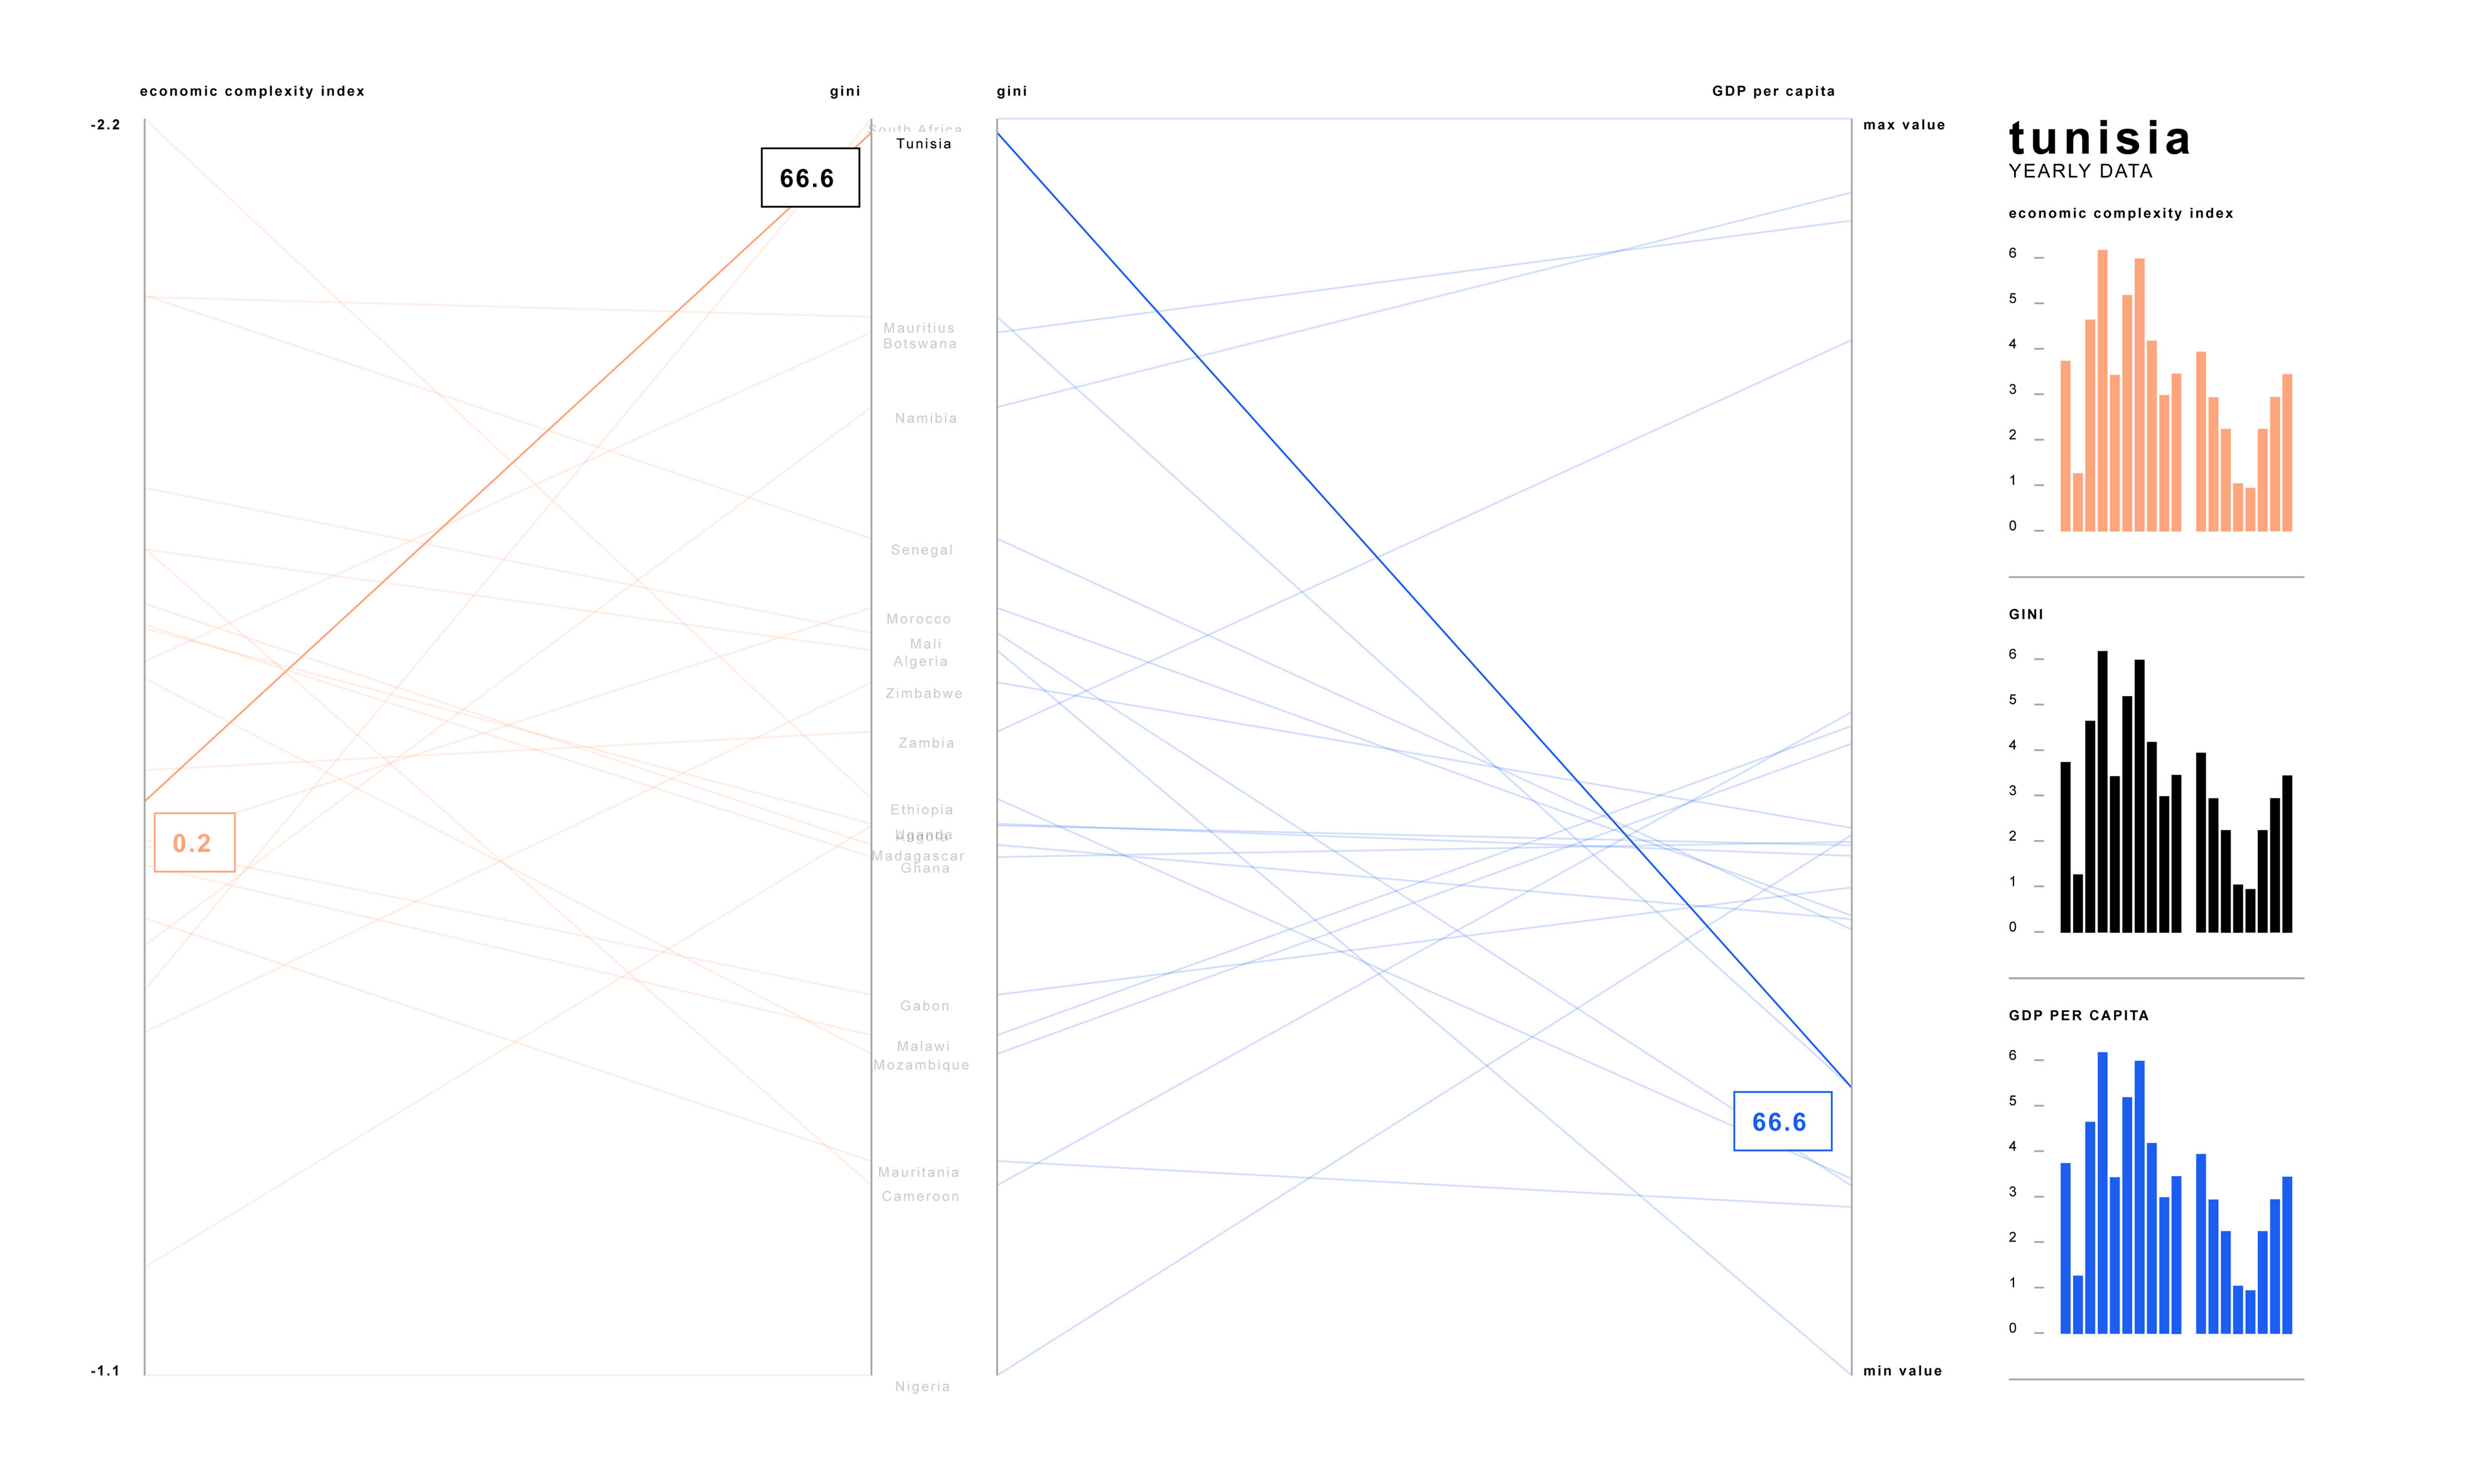 economic complexity index
gini
gini
GDP per capita
-2.2
-1.1
max value
min value
66.6
0.2
66.6
South Africa
Tunisia
Mauritius
Botswana
Namibia
Senegal
Morocco
Mali
Algeria
Zimbabwe
Zambia
Ethiopia
Uganda
Angola
Madagascar
Ghana
Gabon
Malawi
Mozambique
Mauritania
Cameroon
Nigeria
tunisia
YEARLY DATA
economic complexity index
6
5
4
3
2
1
0
GINI
6
5
4
3
2
1
0
GDP PER CAPITA
6
5
4
3
2
1
0